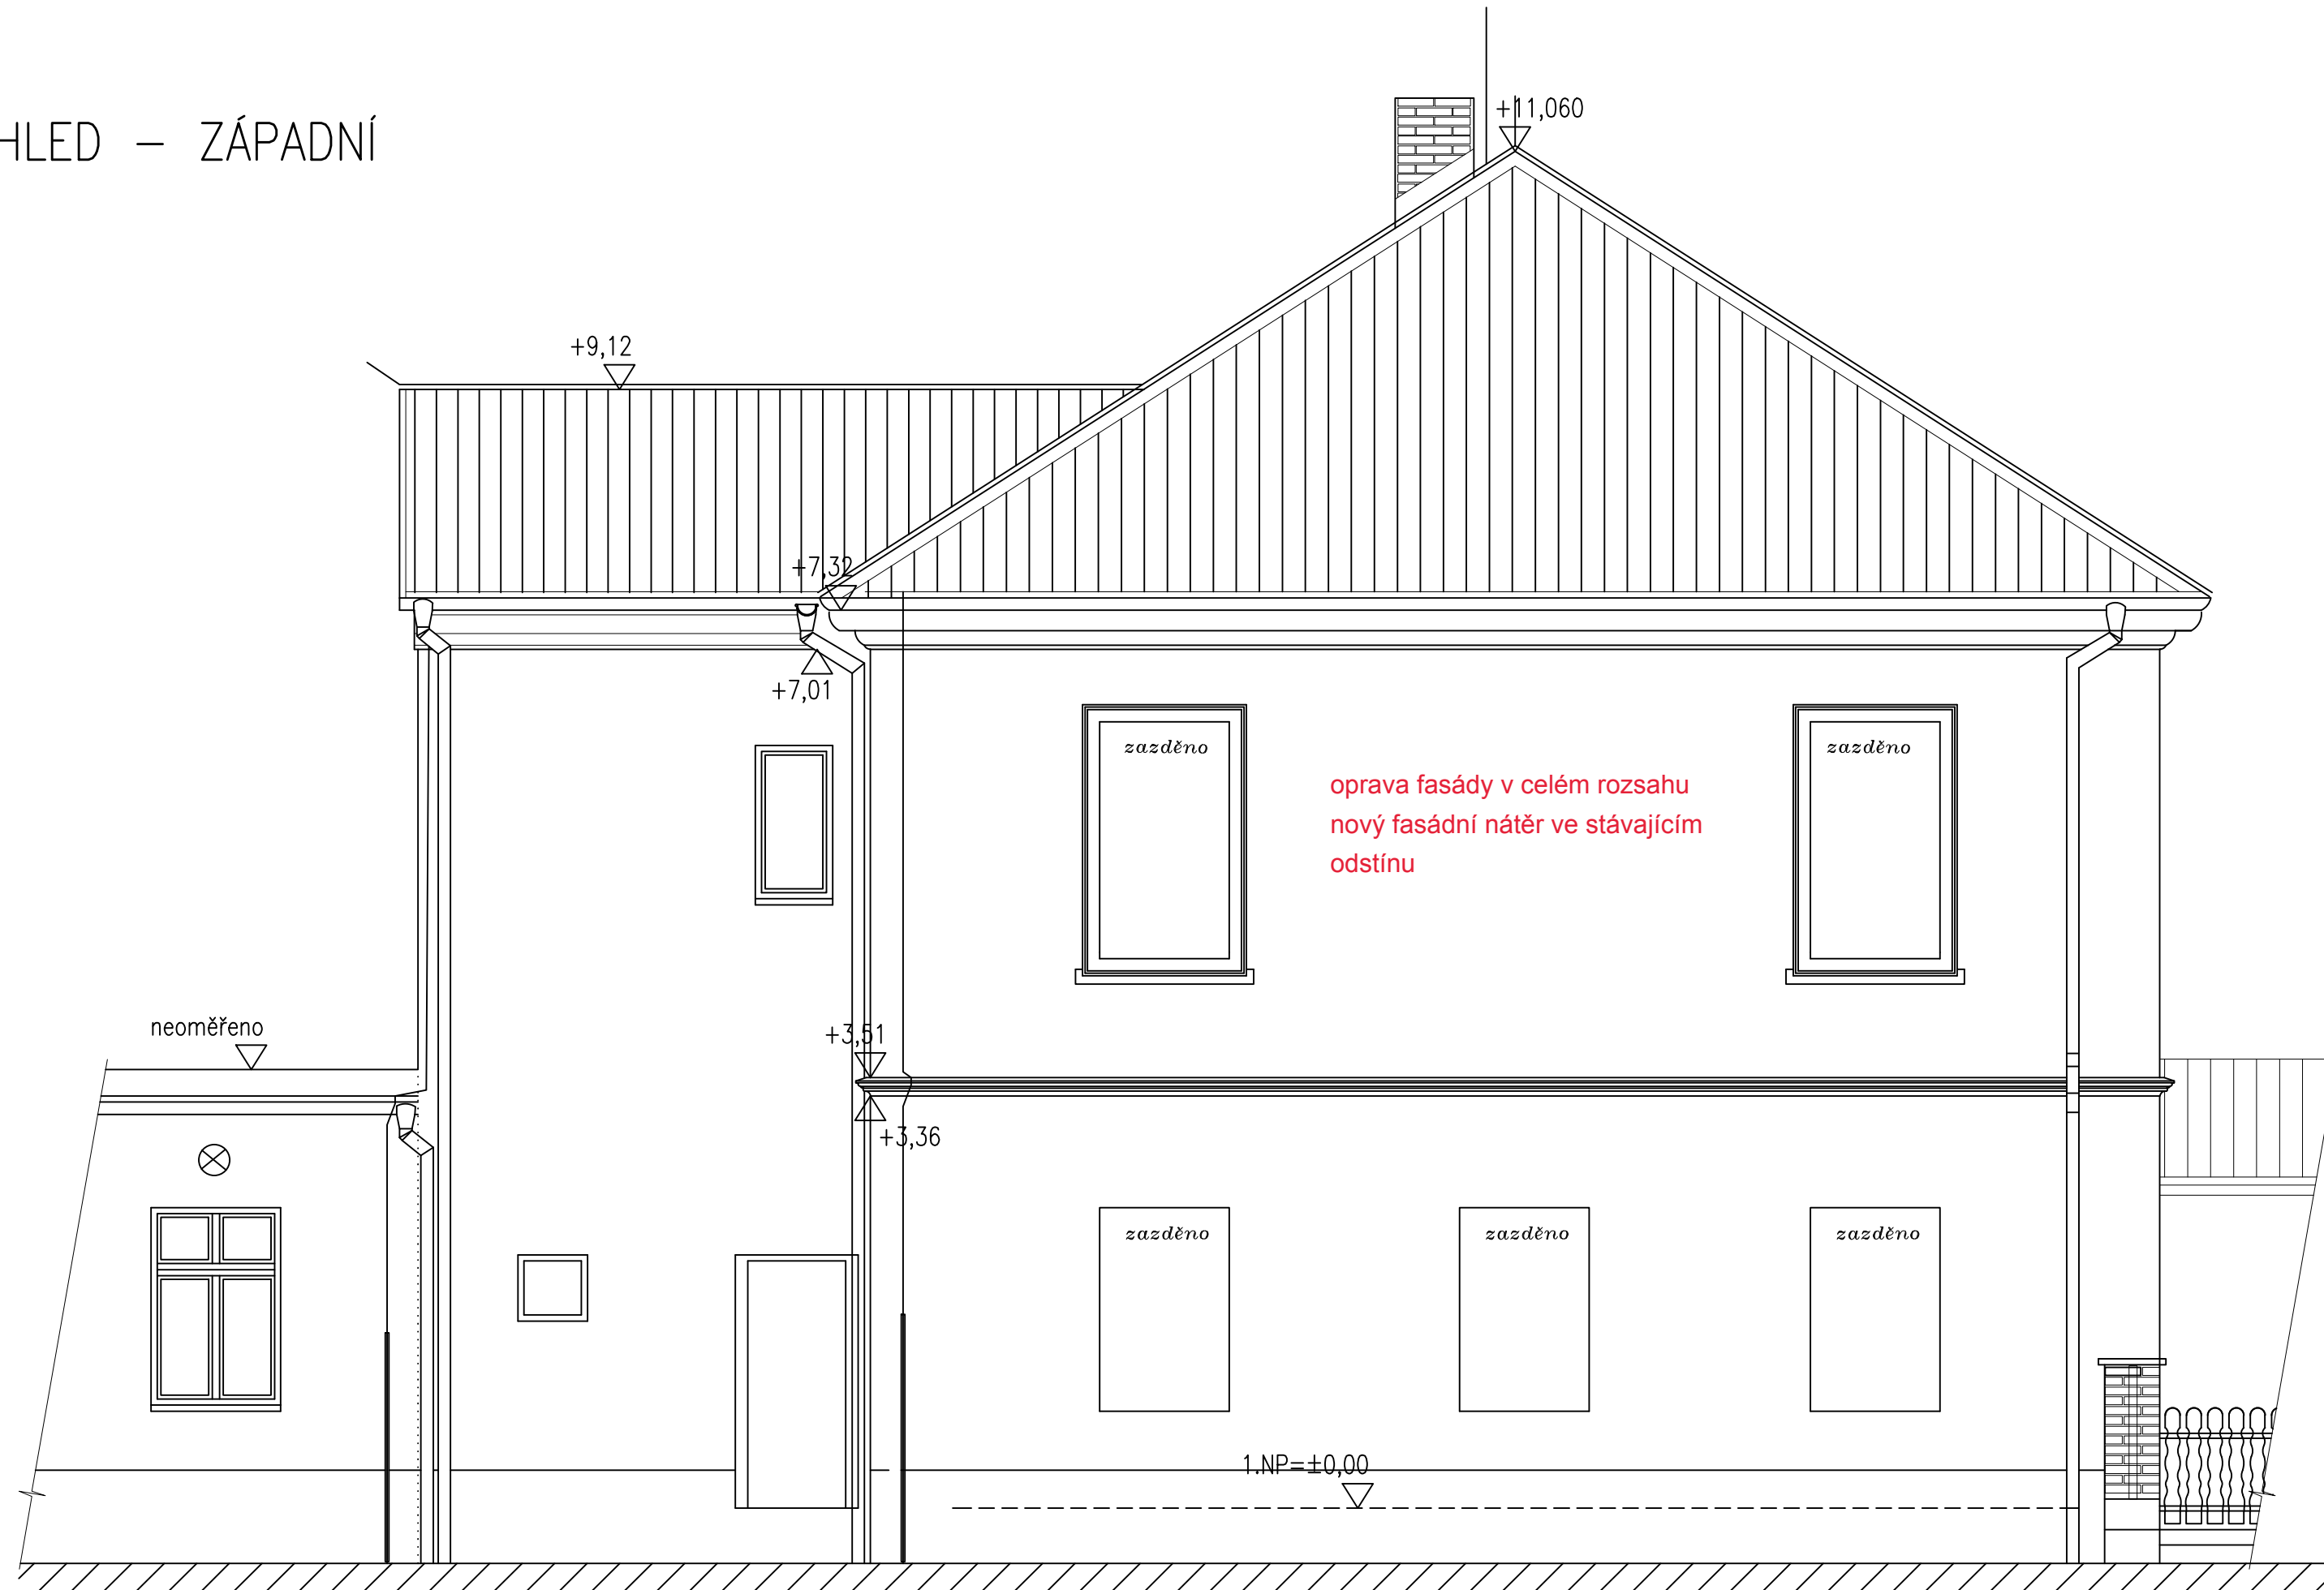 HLED – ZÁPADNÍ
+11,060
+9,12
+7,32
+7,01
zazděno
zazděno
oprava fasády v celém rozsahu
nový fasádní nátěr ve stávajícím
odstínu
neoměřeno
+3,51
+3,36
zazděno
zazděno
zazděno
1.NP=±0,00